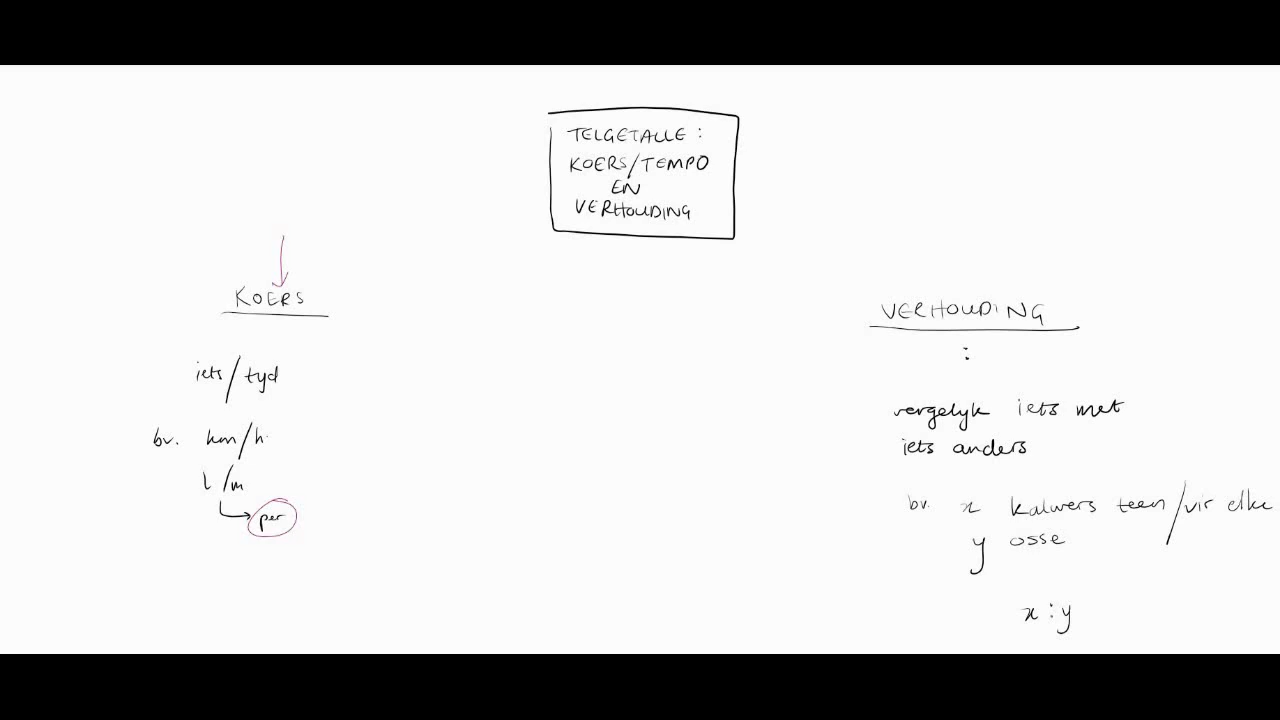 TELGETALLE :
KOERS/TEMPO
EN
VERHOUDING
KOERS
iets/tyd
bv. km/h.
l/m
per
VERHOUDING
:
vergelyk iets met
iets anders
bv. x kalwers teen/vir elke
y osse
x : y